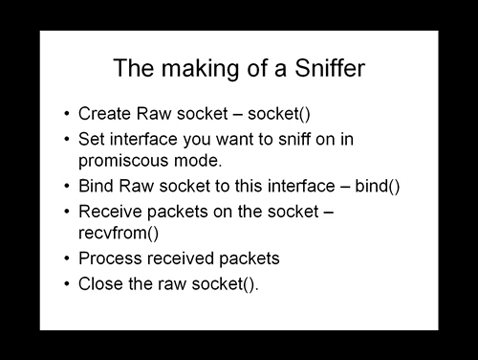 The making of a Sniffer
• Create Raw socket – socket()
• Set interface you want to sniff on in
promiscous mode.
• Bind Raw socket to this interface – bind()
• Receive packets on the socket –
recvfrom()
• Process received packets
• Close the raw socket().